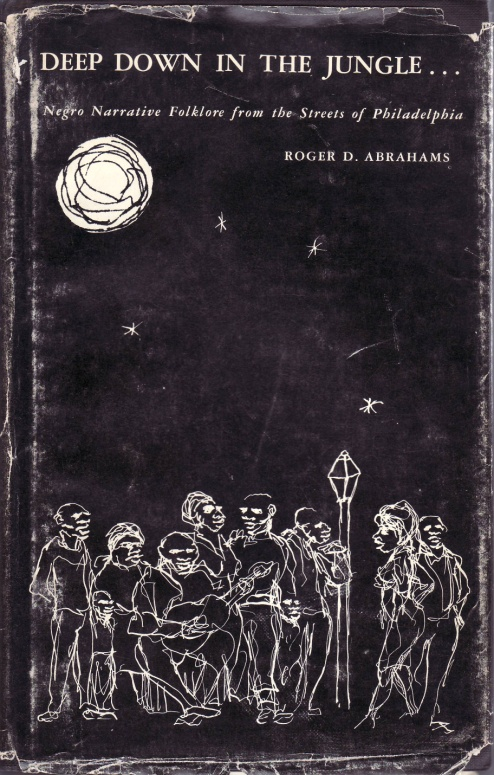 DEEP DOWN IN THE JUNGLE...
Negro Narrative Folklore from the Streets of Philadelphia
ROGER D. ABRAHAMS